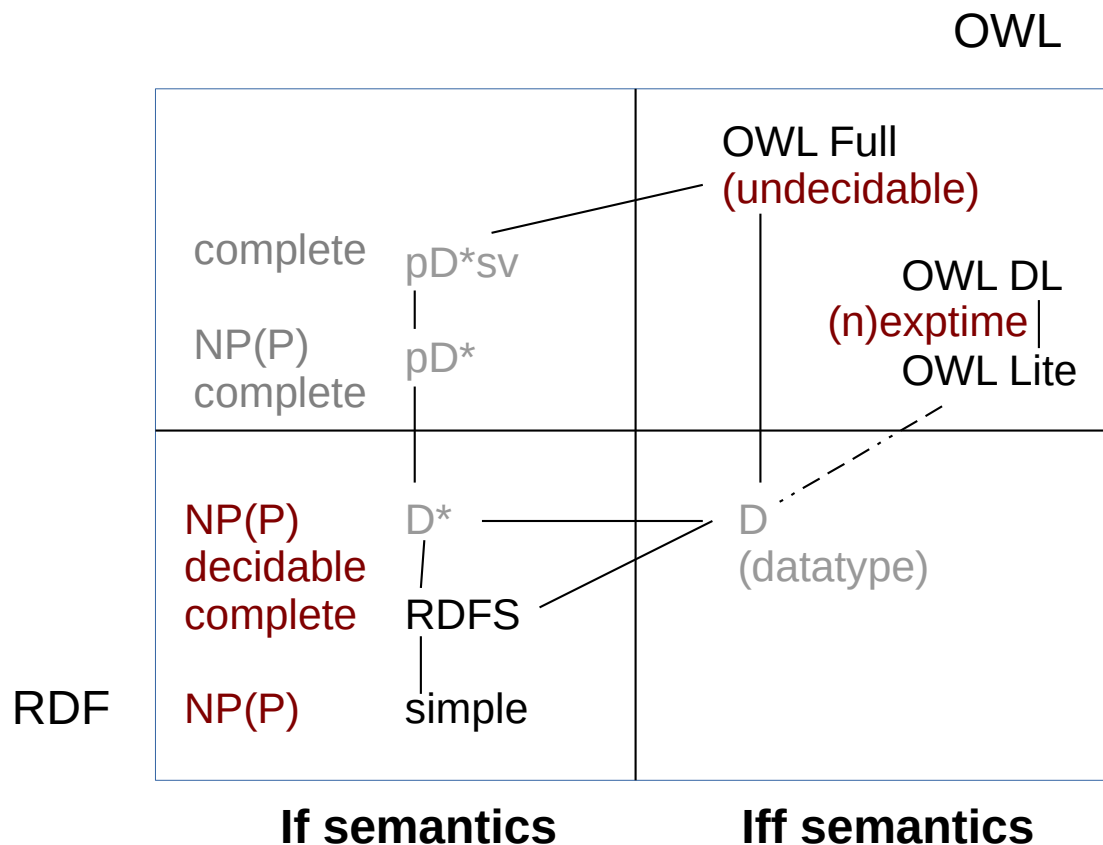 OWL
OWL Full
(undecidable)
complete
pD*sv
OWL DL
(n)exptime
OWL Lite
NP(P)
complete
pD*
NP(P)
decidable
complete
D*
D
(datatype)
RDFS
RDF
NP(P)
simple
If semantics
Iff semantics